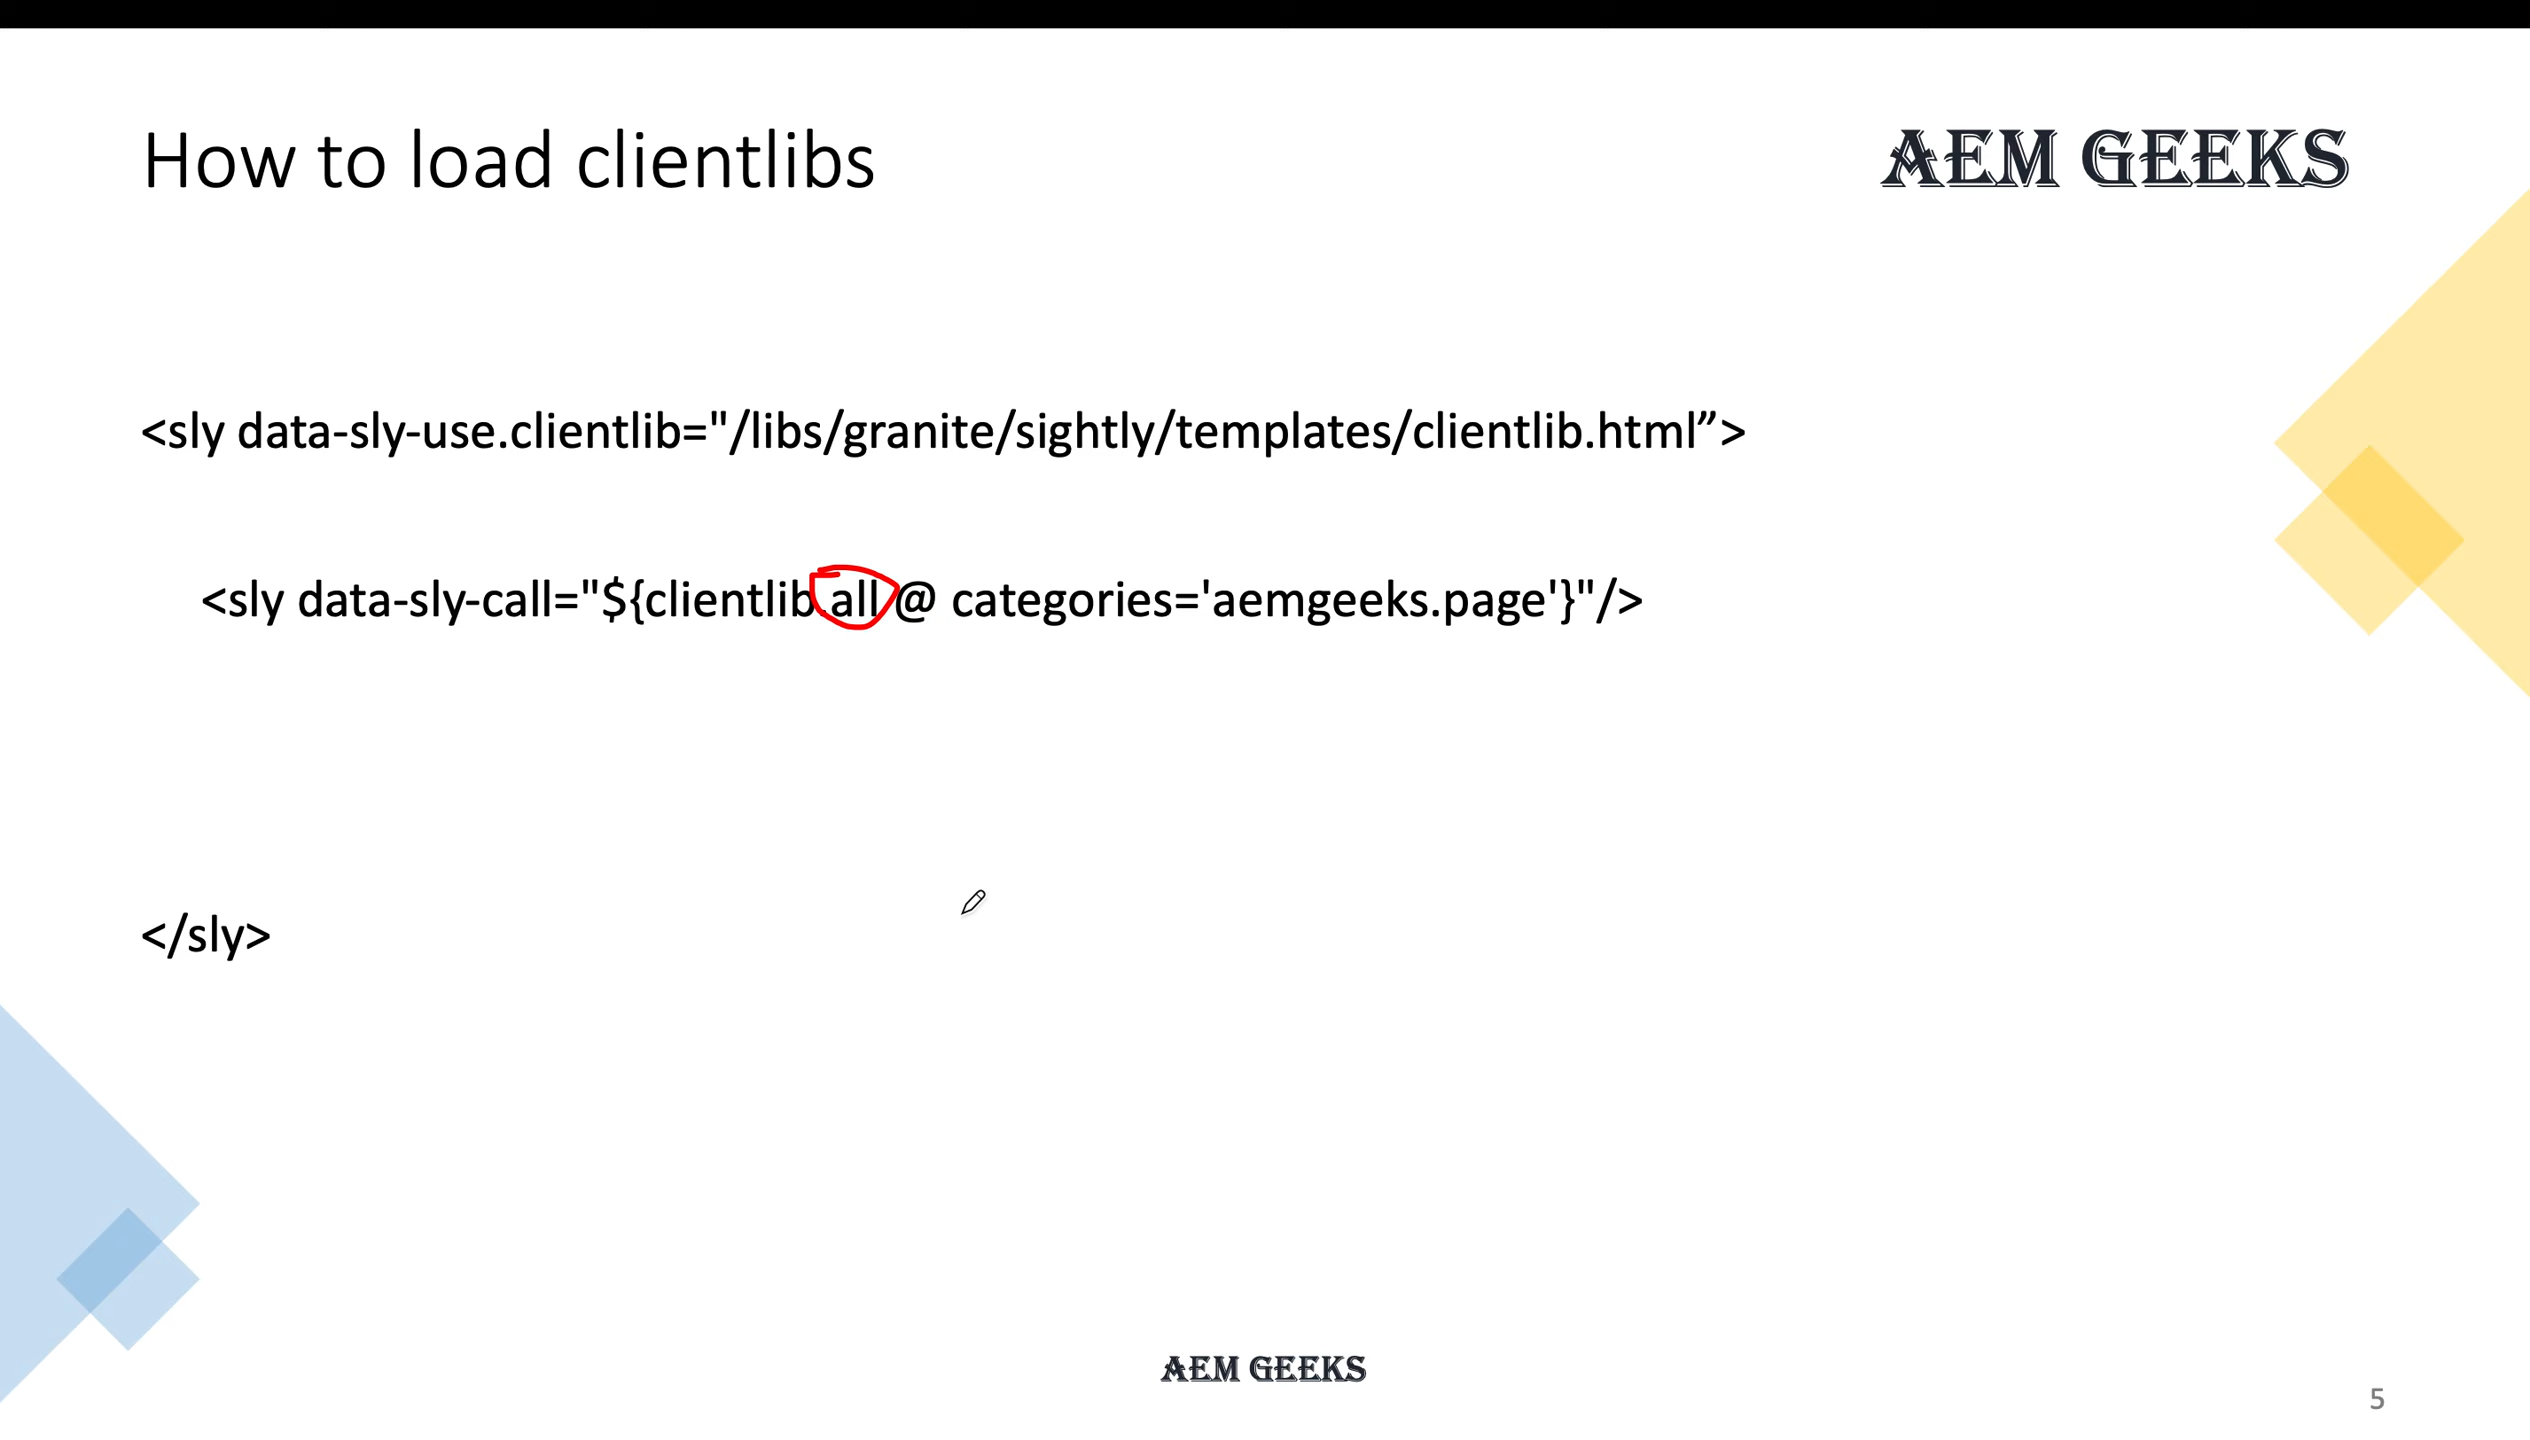 How to load clientlibs
AEM GEEKS
<sly data-sly-use.clientlib="/libs/granite/sightly/templates/clientlib.html”>
<sly data-sly-call="${clientlib.all @ categories='aemgeeks.page'}"/>
</sly>
AEM GEEKS
5